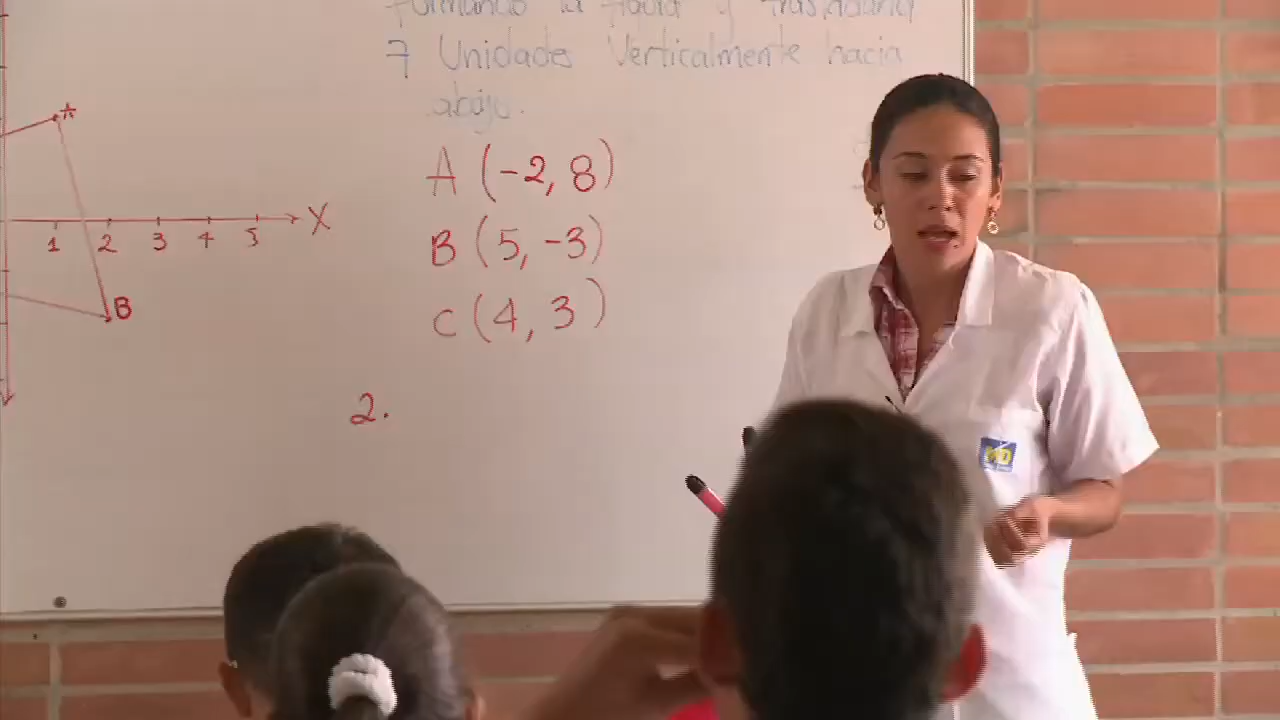 7 Unidades Verticalmente hacia
abajo.
A (-2, 8)
B (5, -3)
C (4, 3)
2.
A
X
1 2 3 4 5
B